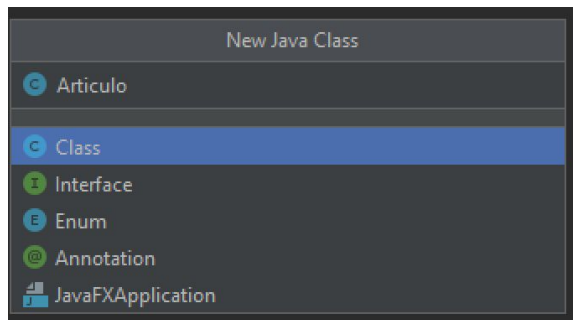 New Java Class
C Articulo
C Class
I Interface
E Enum
@ Annotation
J JavaFXApplication